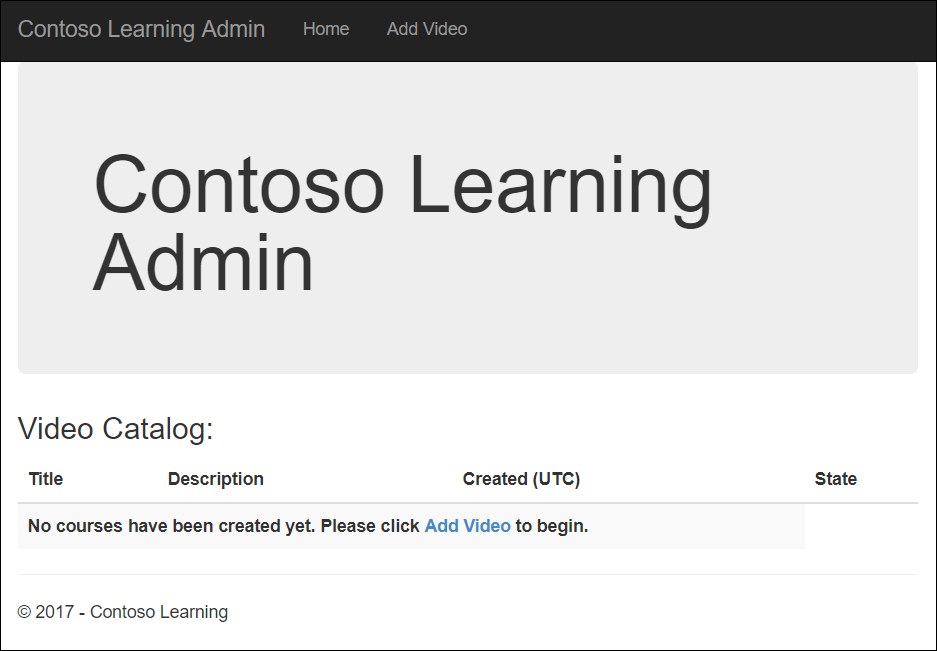 Contoso Learning Admin Home Add Video
Contoso Learning
Admin
Video Catalog:
Title Description Created (UTC) State
No courses have been created yet. Please click Add Video to begin.
© 2017 - Contoso Learning